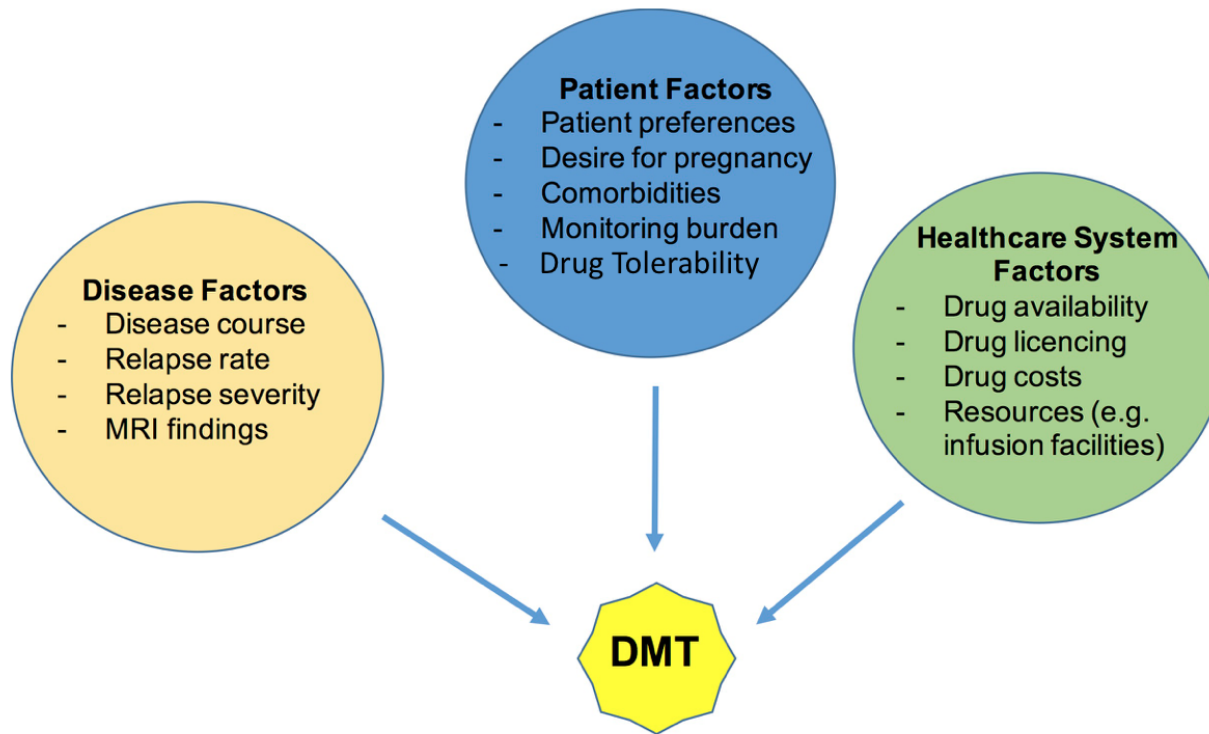 Disease Factors
- Disease course
- Relapse rate
- Relapse severity
- MRI findings
Patient Factors
- Patient preferences
- Desire for pregnancy
- Comorbidities
- Monitoring burden
- Drug Tolerability
Healthcare System
Factors
- Drug availability
- Drug licencing
- Drug costs
- Resources (e.g.
infusion facilities)
DMT